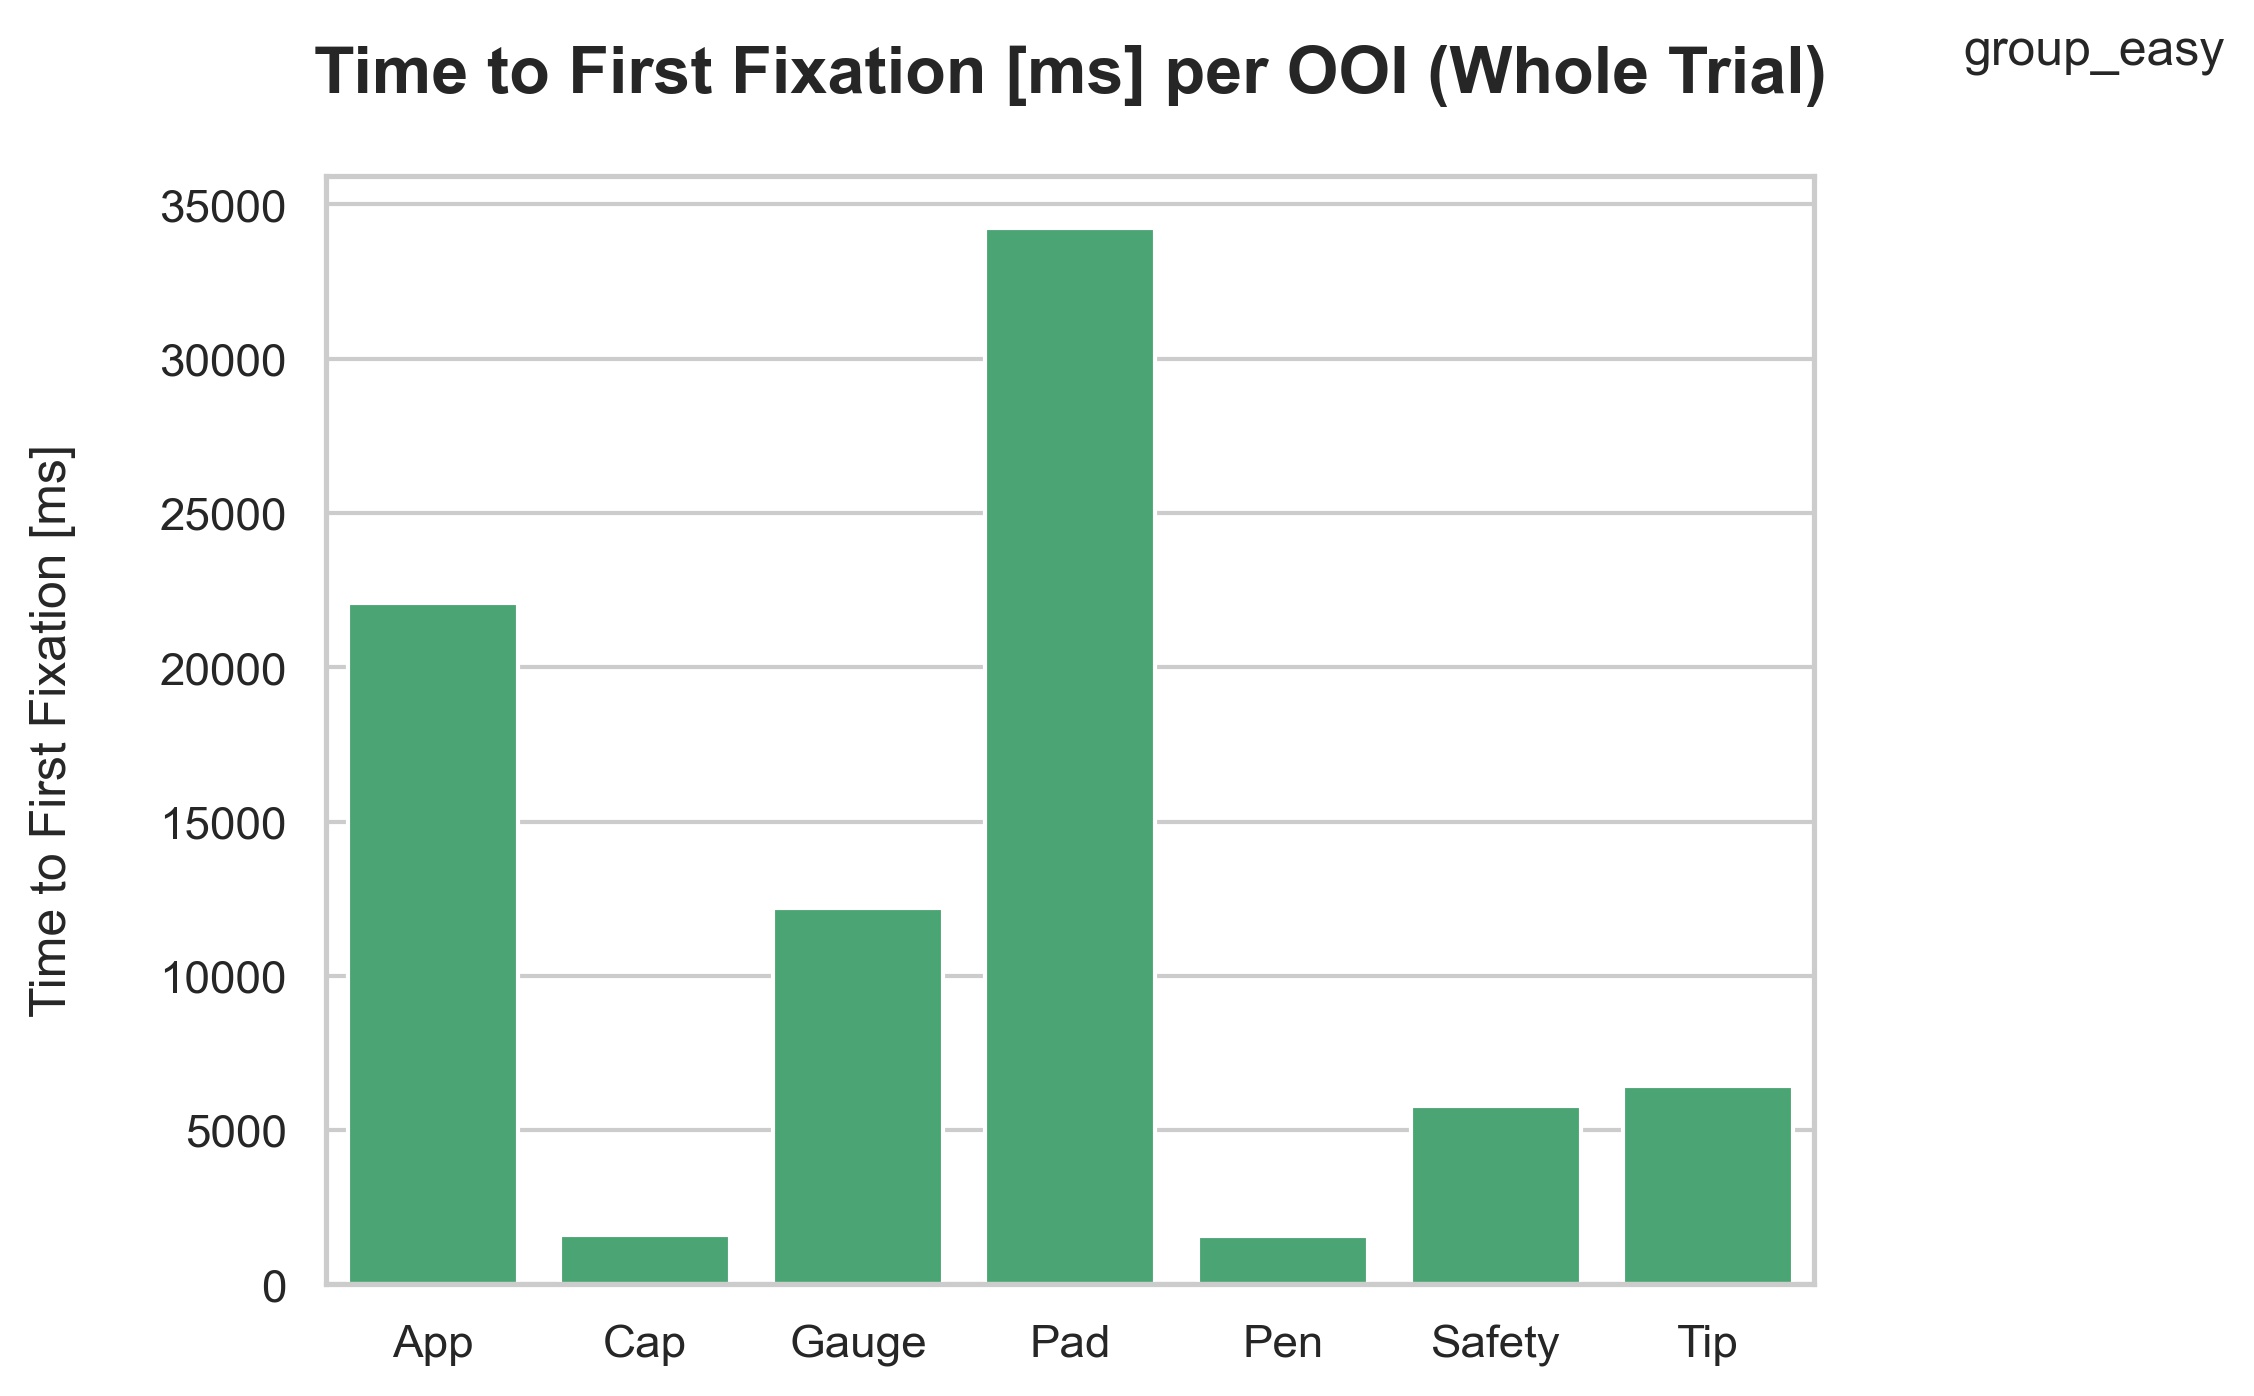 Time to First Fixation [ms] per OOI (Whole Trial)
group_easy
Time to First Fixation [ms]
35000
30000
25000
20000
15000
10000
5000
0
App Cap Gauge Pad Pen Safety Tip